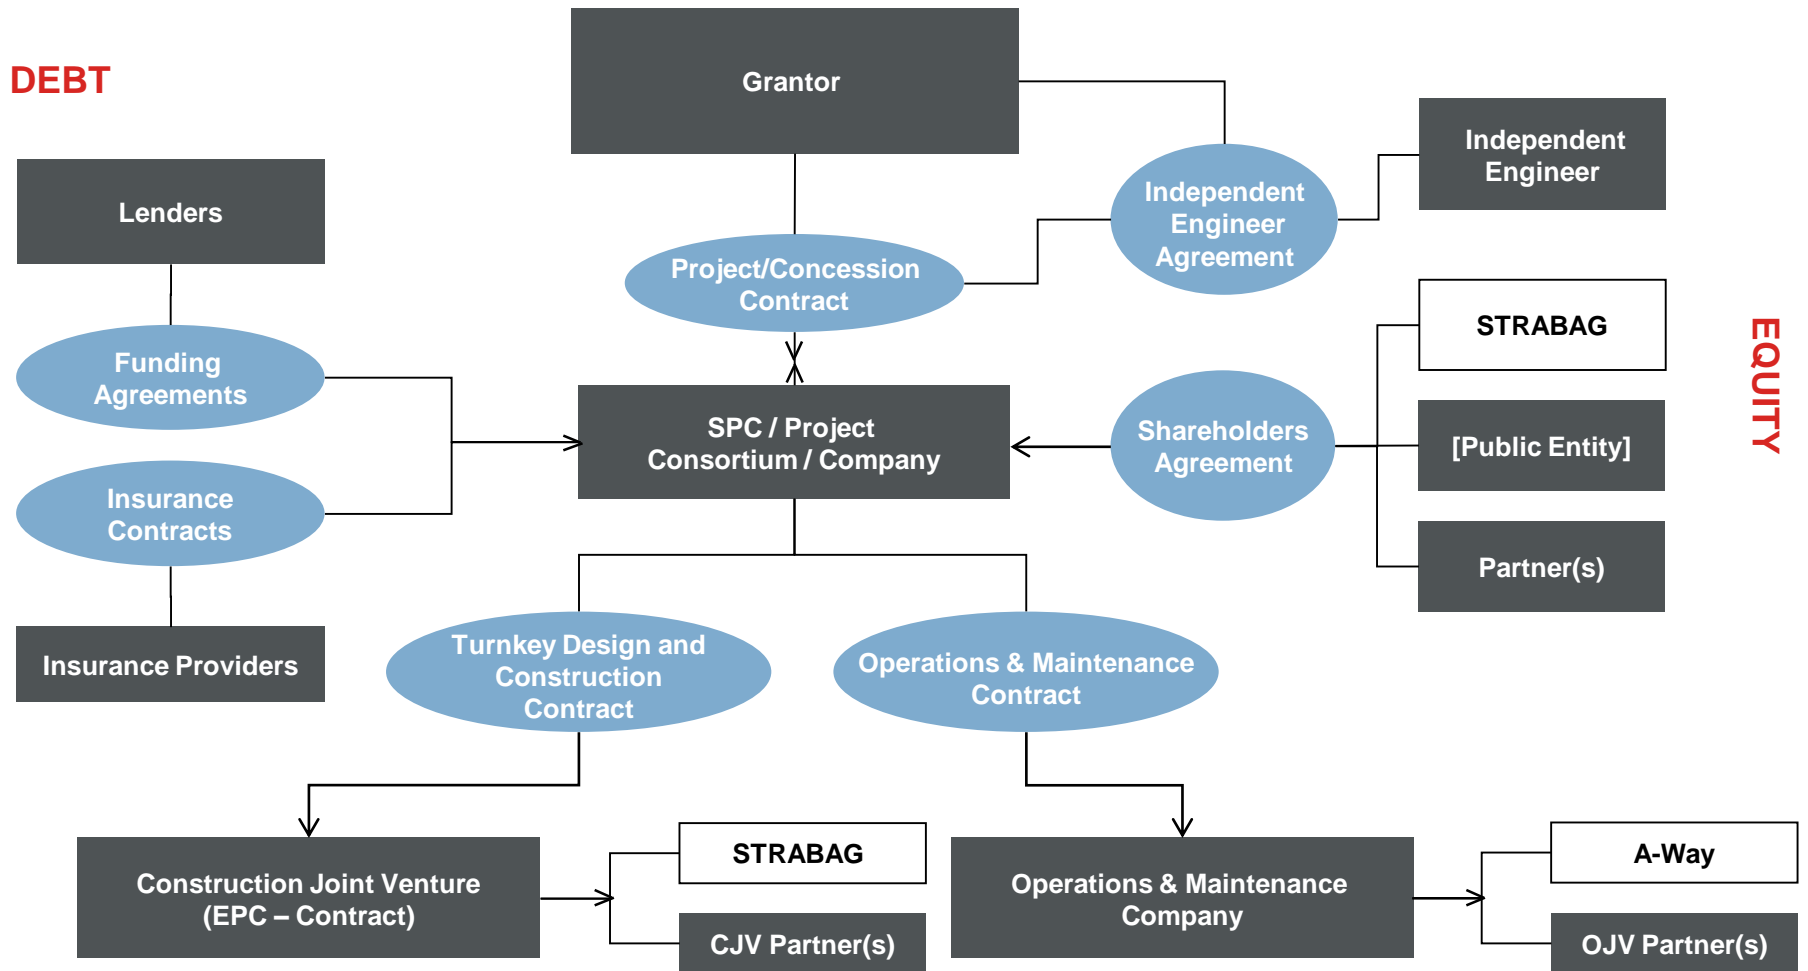 DEBT
Grantor
Independent
Engineer
Lenders
Independent
Engineer
Agreement
Project/Concession
Contract
STRABAG
EQUITY
Funding
Agreements
SPC / Project
Consortium / Company
Shareholders
Agreement
[Public Entity]
Insurance
Contracts
Partner(s)
Insurance Providers
Turnkey Design and
Construction
Contract
Operations & Maintenance
Contract
Construction Joint Venture
(EPC – Contract)
STRABAG
CJV Partner(s)
Operations & Maintenance
Company
A-Way
OJV Partner(s)